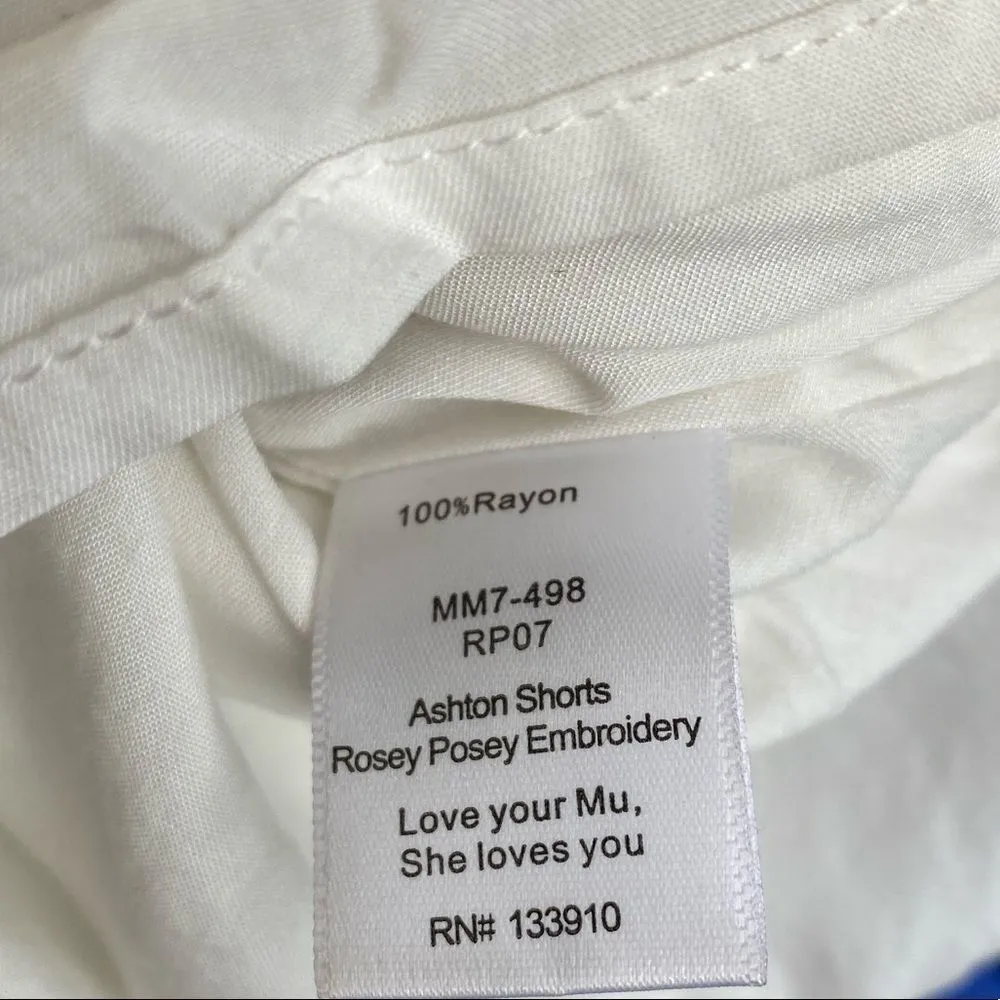 100%Rayon
MM7-498
RP07
Ashton Shorts
Rosey Posey Embroidery
Love your Mu,
She loves you
RN# 133910